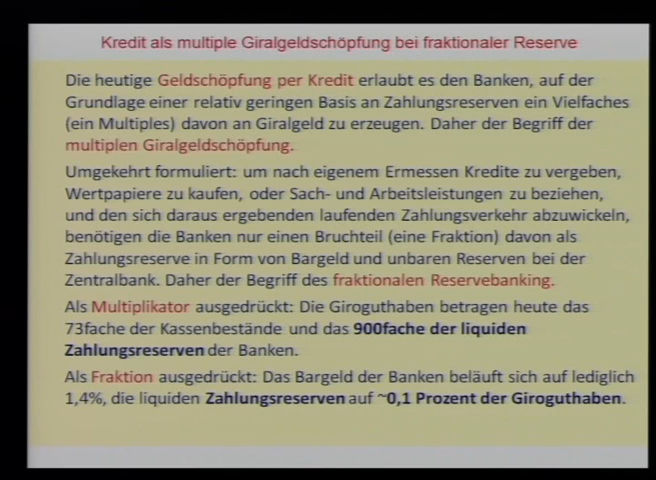 Kredit als multiple Giralgeldschöpfung bei fraktionaler Reserve
Die heutige Geldschöpfung per Kredit erlaubt es den Banken, auf der
Grundlage einer relativ geringen Basis an Zahlungsreserven ein Vielfaches
(ein Multiples) davon an Giralgeld zu erzeugen. Daher der Begriff der
multiplen Giralgeldschöpfung.
Umgekehrt formuliert: um nach eigenem Ermessen Kredite zu vergeben,
Wertpapiere zu kaufen, oder Sach- und Arbeitsleistungen zu beziehen,
und den sich daraus ergebenden laufenden Zahlungsverkehr abzuwickeln,
benötigen die Banken nur einen Bruchteil (eine Fraktion) davon als
Zahlungsreserve in Form von Bargeld und unbaren Reserven bei der
Zentralbank. Daher der Begriff des fraktionalen Reservebanking.
Als Multiplikator ausgedrückt: Die Giroguthaben betragen heute das
73fache der Kassenbestände und das 900fache der liquiden
Zahlungsreserven der Banken.
Als Fraktion ausgedrückt: Das Bargeld der Banken beläuft sich auf lediglich
1,4%, die liquiden Zahlungsreserven auf ~0,1 Prozent der Giroguthaben.